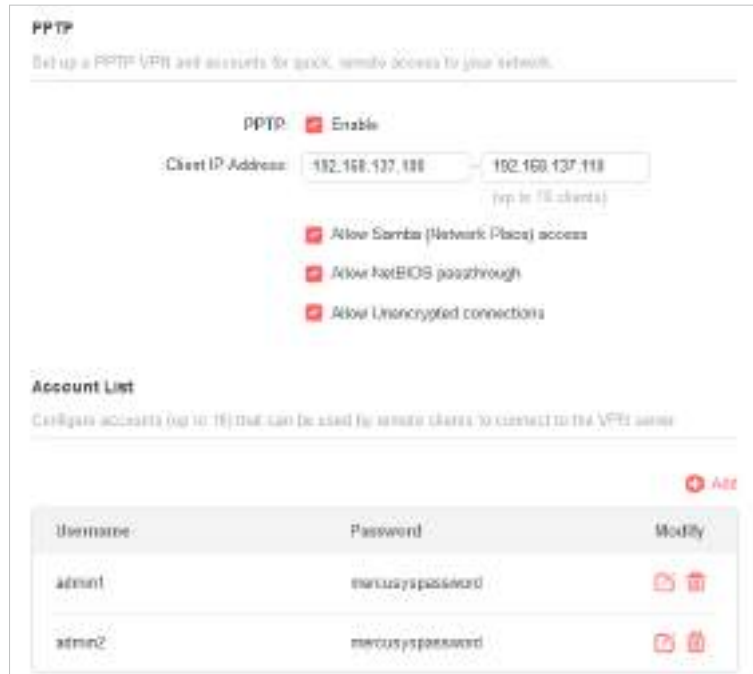 PPTP
Set up a PPTP VPN and accounts for quick, remote access to your network.
PPTP: Enable
Client IP Address: 192.168.137.100 - 192.168.137.110
(up to 10 clients)
Allow Samba (Network Place) access
Allow NetBIOS passthrough
Allow Unencrypted connections
Account List
Configure accounts (up to 16) that can be used by remote clients to connect to the VPN server.
Add
Username Password Modify
admin1 mercusyspassword
admin2 mercusyspassword